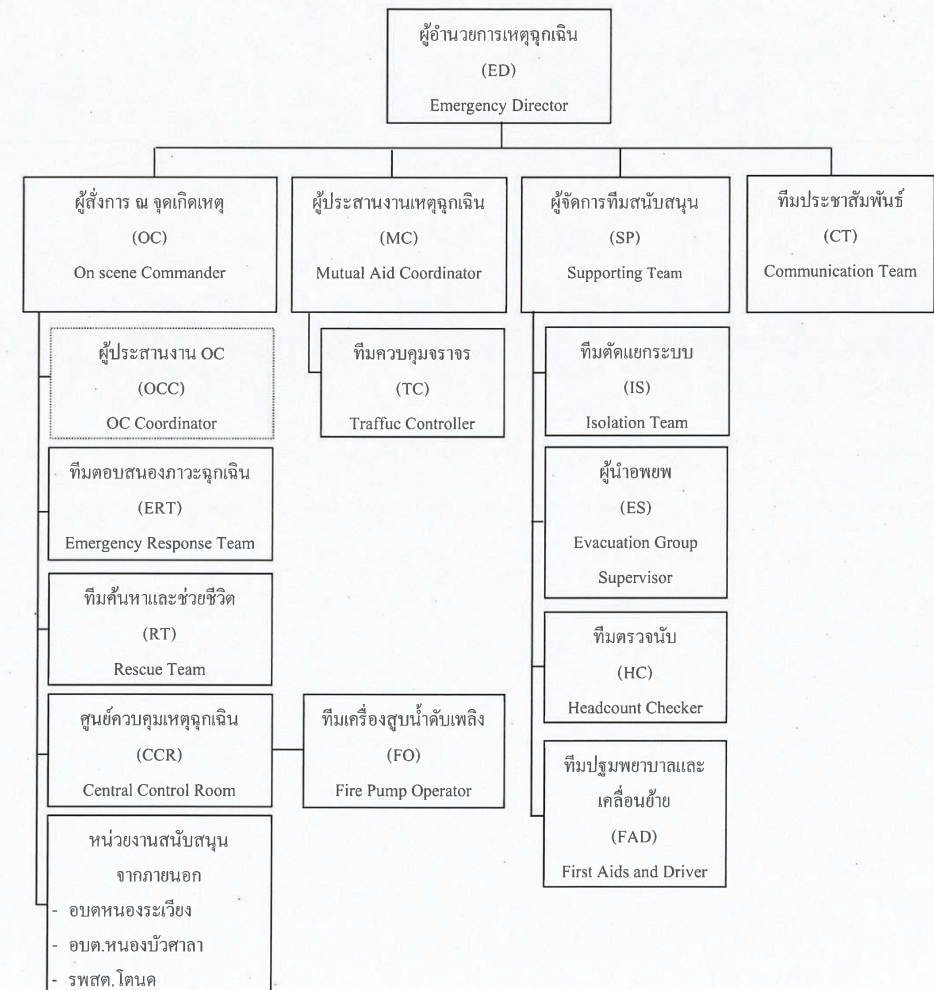 ผู้อำนวยการเหตุฉุกเฉิน
(ED)
Emergency Director
ผู้สั่งการ ณ จุดเกิดเหตุ
(OC)
On scene Commander
ผู้ประสานงานเหตุฉุกเฉิน
(MC)
Mutual Aid Coordinator
ผู้จัดการทีมสนับสนุน
(SP)
Supporting Team
ทีมประชาสัมพันธ์
(CT)
Communication Team
ผู้ประสานงาน OC
(OCC)
OC Coordinator
ทีมควบคุมจราจร
(TC)
Traffuc Controller
ทีมตัดแยกระบบ
(IS)
Isolation Team
ทีมตอบสนองภาวะฉุกเฉิน
(ERT)
Emergency Response Team
ผู้นำอพยพ
(ES)
Evacuation Group
Supervisor
ทีมค้นหาและช่วยชีวิต
(RT)
Rescue Team
ทีมตรวจนับ
(HC)
Headcount Checker
ศูนย์ควบคุมเหตุฉุกเฉิน
(CCR)
Central Control Room
ทีมเครื่องสูบน้ำดับเพลิง
(FO)
Fire Pump Operator
ทีมปฐมพยาบาลและ
เคลื่อนย้าย
(FAD)
First Aids and Driver
หน่วยงานสนับสนุน
จากภายนอก
- อบตหนองระเวียง
- อบต.หนองบัวศาลา
- รพสต.โตนด